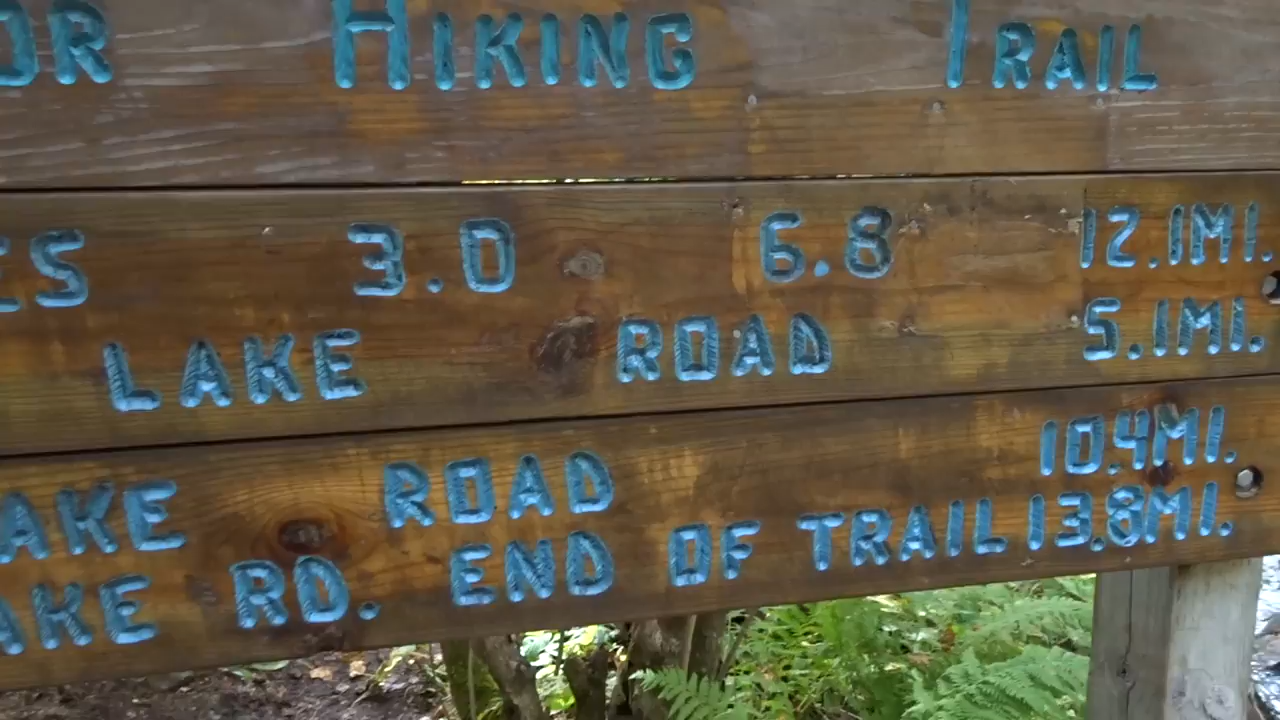 OR HIKING TRAIL
ES 3.0 6.8 12.1MI.
LAKE ROAD 5.1MI.
AKE ROAD 10.4MI.
AKE RD. END OF TRAIL 13.8MI.